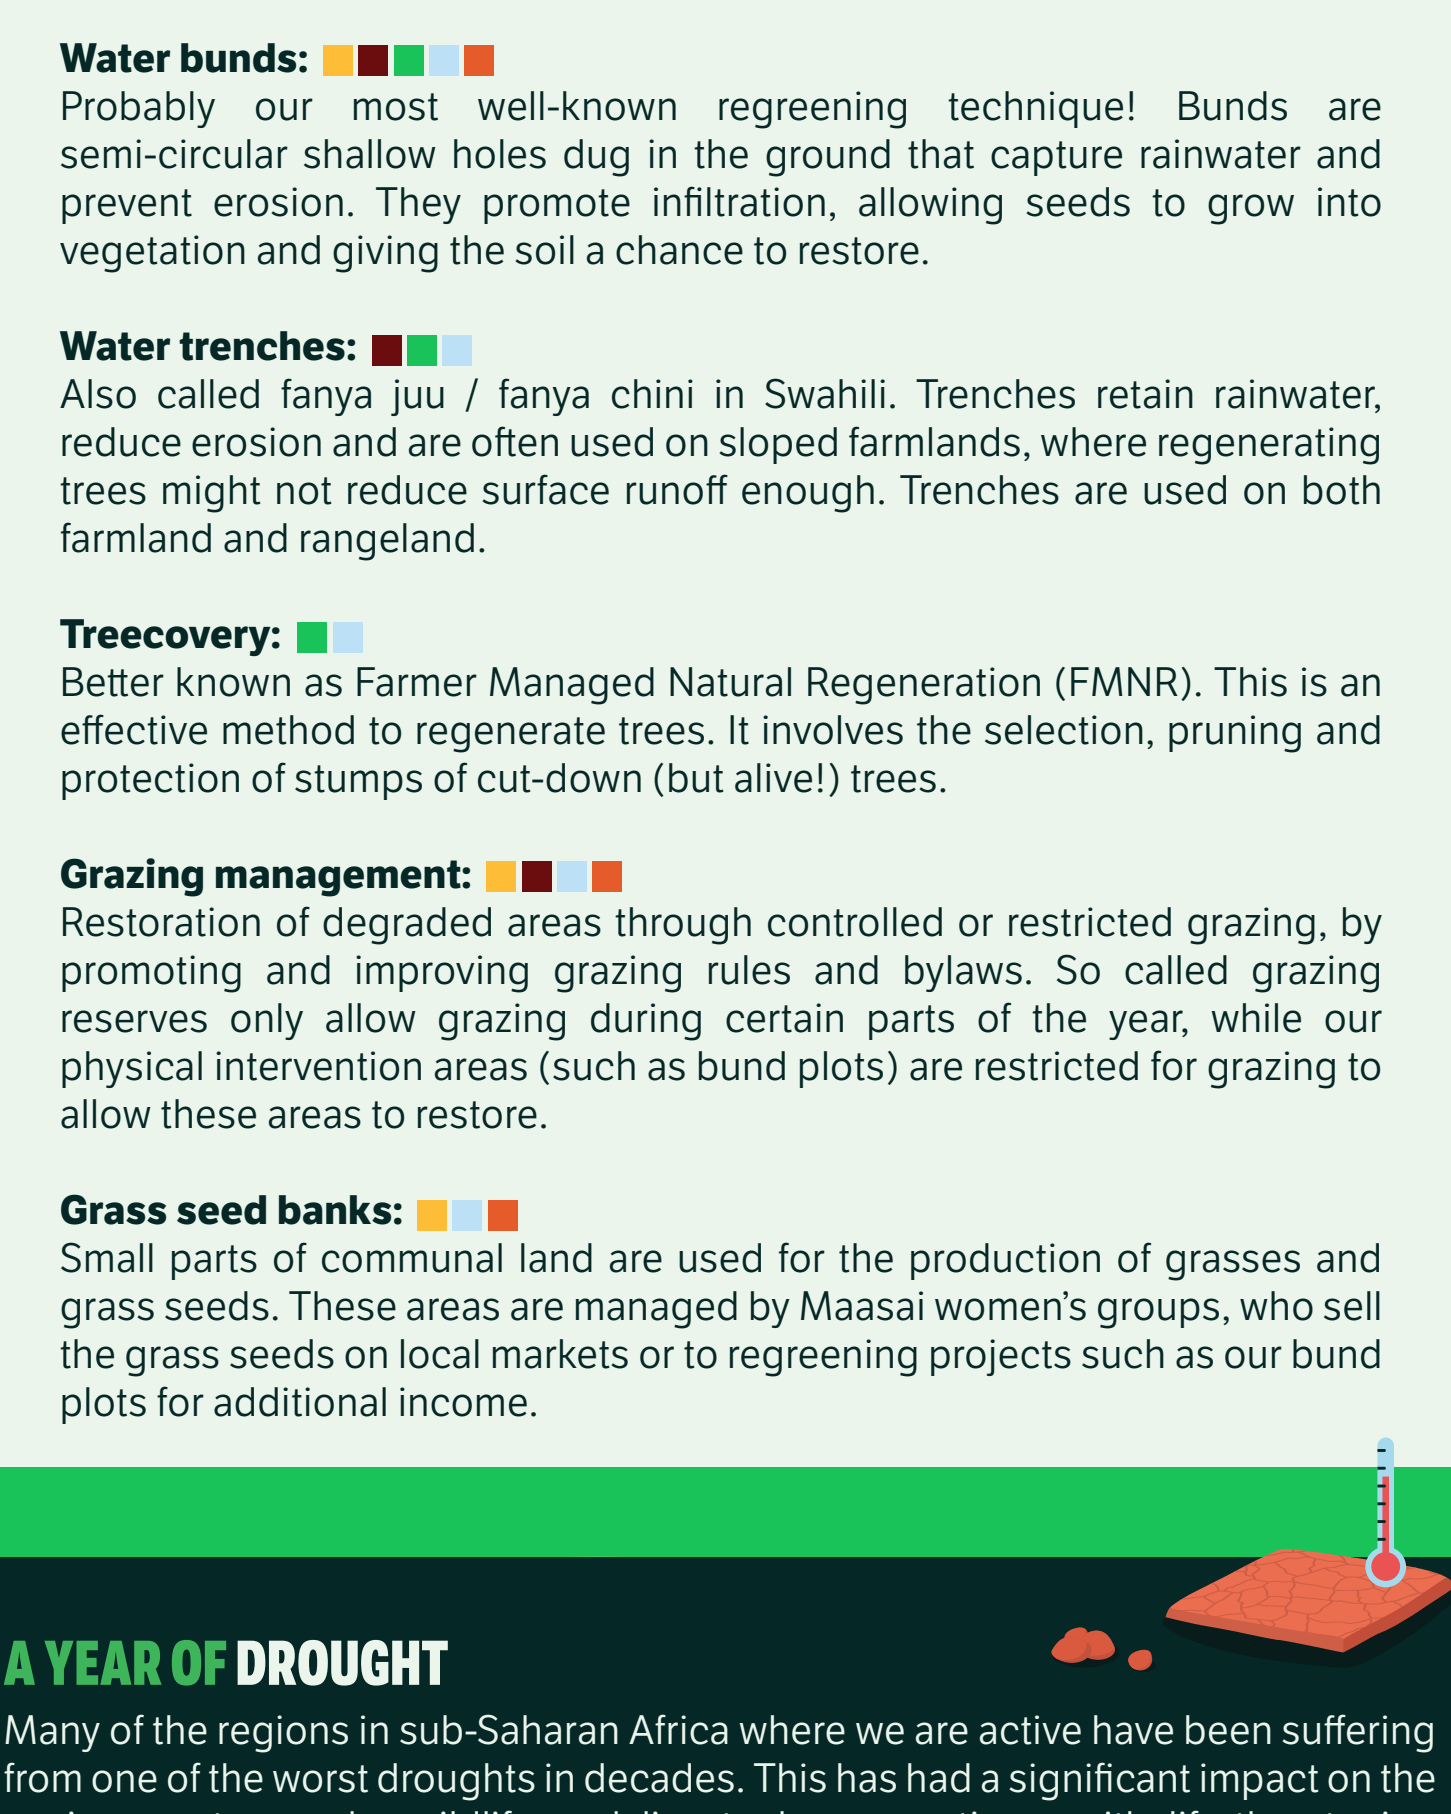 Water bunds:
Probably our most well-known regreening technique! Bunds are
semi-circular shallow holes dug in the ground that capture rainwater and
prevent erosion. They promote infiltration, allowing seeds to grow into
vegetation and giving the soil a chance to restore.
Water trenches:
Also called fanya juu / fanya chini in Swahili. Trenches retain rainwater,
reduce erosion and are often used on sloped farmlands, where regenerating
trees might not reduce surface runoff enough. Trenches are used on both
farmland and rangeland.
Treecovery:
Better known as Farmer Managed Natural Regeneration (FMNR). This is an
effective method to regenerate trees. It involves the selection, pruning and
protection of stumps of cut-down (but alive!) trees.
Grazing management:
Restoration of degraded areas through controlled or restricted grazing, by
promoting and improving grazing rules and bylaws. So called grazing
reserves only allow grazing during certain parts of the year, while our
physical intervention areas (such as bund plots) are restricted for grazing to
allow these areas to restore.
Grass seed banks:
Small parts of communal land are used for the production of grasses and
grass seeds. These areas are managed by Maasai women’s groups, who sell
the grass seeds on local markets or to regreening projects such as our bund
plots for additional income.
A YEAR OF DROUGHT
Many of the regions in sub-Saharan Africa where we are active have been suffering
from one of the worst droughts in decades. This has had a significant impact on the